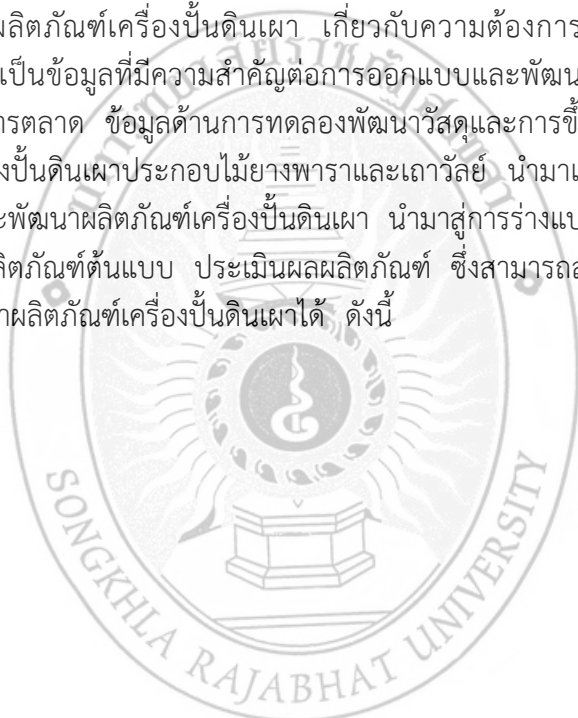 ผลิตภัณฑ์เครื่องปั้นดินเผา เกี่ยวกับความต้องการ
เป็นข้อมูลที่มีความสำคัญต่อการออกแบบและพัฒน
ารตลาด ข้อมูลด้านการทดลองพัฒนาวัสดุและการขึ้
งปั้นดินเผาประกอบไม้ยางพาราและเถาวัลย์ นำมาเ
ะพัฒนาผลิตภัณฑ์เครื่องปั้นดินเผา นำมาสู่การร่างแบ
ลิตภัณฑ์ต้นแบบ ประเมินผลผลิตภัณฑ์ ซึ่งสามารถส
าผลิตภัณฑ์เครื่องปั้นดินเผาได้ ดังนี้
SONGKHLA RAJABHAT UNIVERSITY